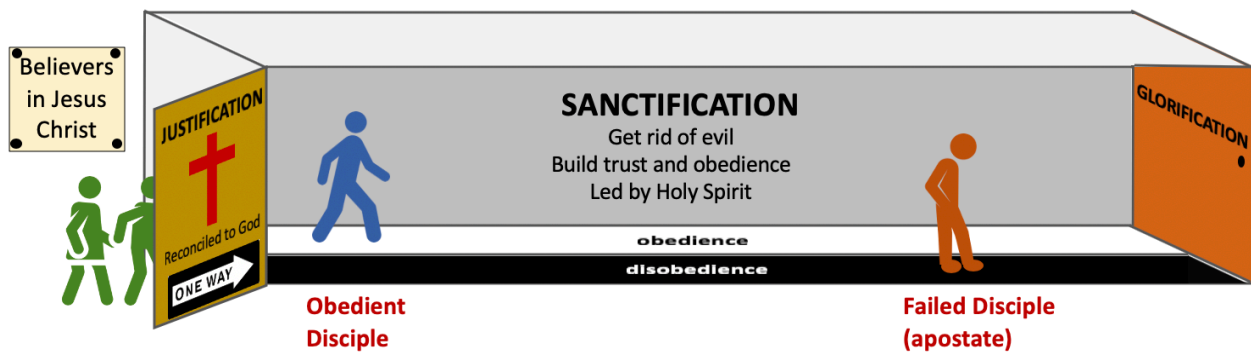 Believers
in Jesus
Christ
JUSTIFICATION
Reconciled to God
ONE WAY
SANCTIFICATION
Get rid of evil
Build trust and obedience
Led by Holy Spirit
obedience
disobedience
GLORIFICATION
Obedient
Disciple
Failed Disciple
(apostate)